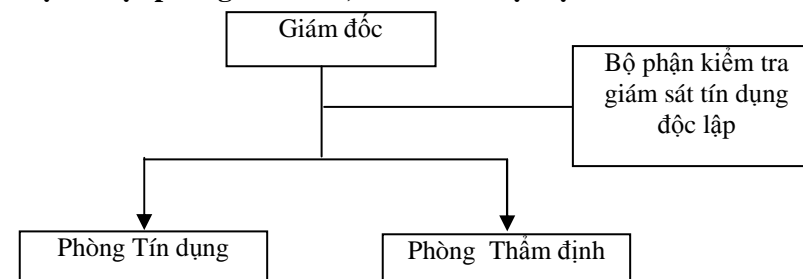 Giám đốc
Bộ phận kiểm tra
giám sát tín dụng
độc lập
Phòng Tín dụng
Phòng Thẩm định